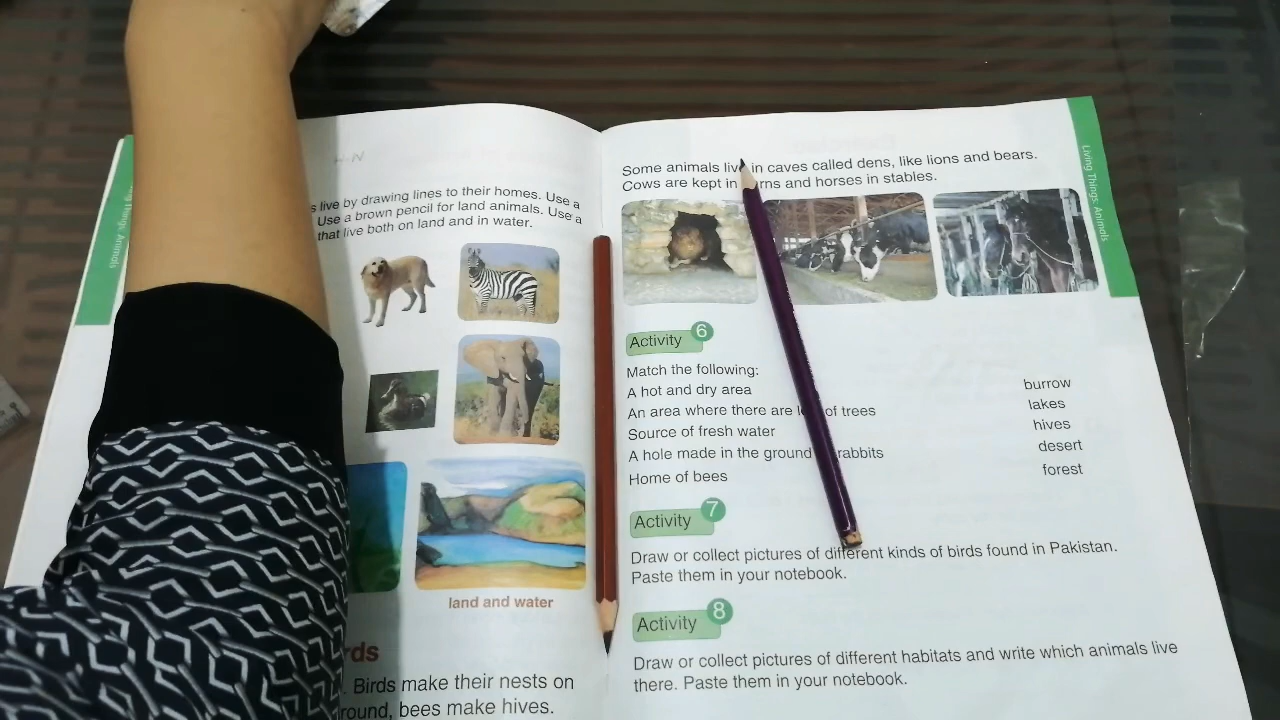 H-N
s live by drawing lines to their homes. Use a
Use a brown pencil for land animals. Use a
that live both on land and in water.
land and water
Birds make their nests on
bees make hives.
Some animals live in caves called dens, like lions and bears.
Cows are kept in barns and horses in stables.
Living Things: Animals
Activity 6
Match the following:
A hot and dry area
burrow
An area where there are of trees
lakes
Source of fresh water
hives
A hole made in the ground rabbits
desert
Home of bees
forest
Activity 7
Draw or collect pictures of different kinds of birds found in Pakistan.
Paste them in your notebook.
Activity 8
Draw or collect pictures of different habitats and write which animals live
there. Paste them in your notebook.